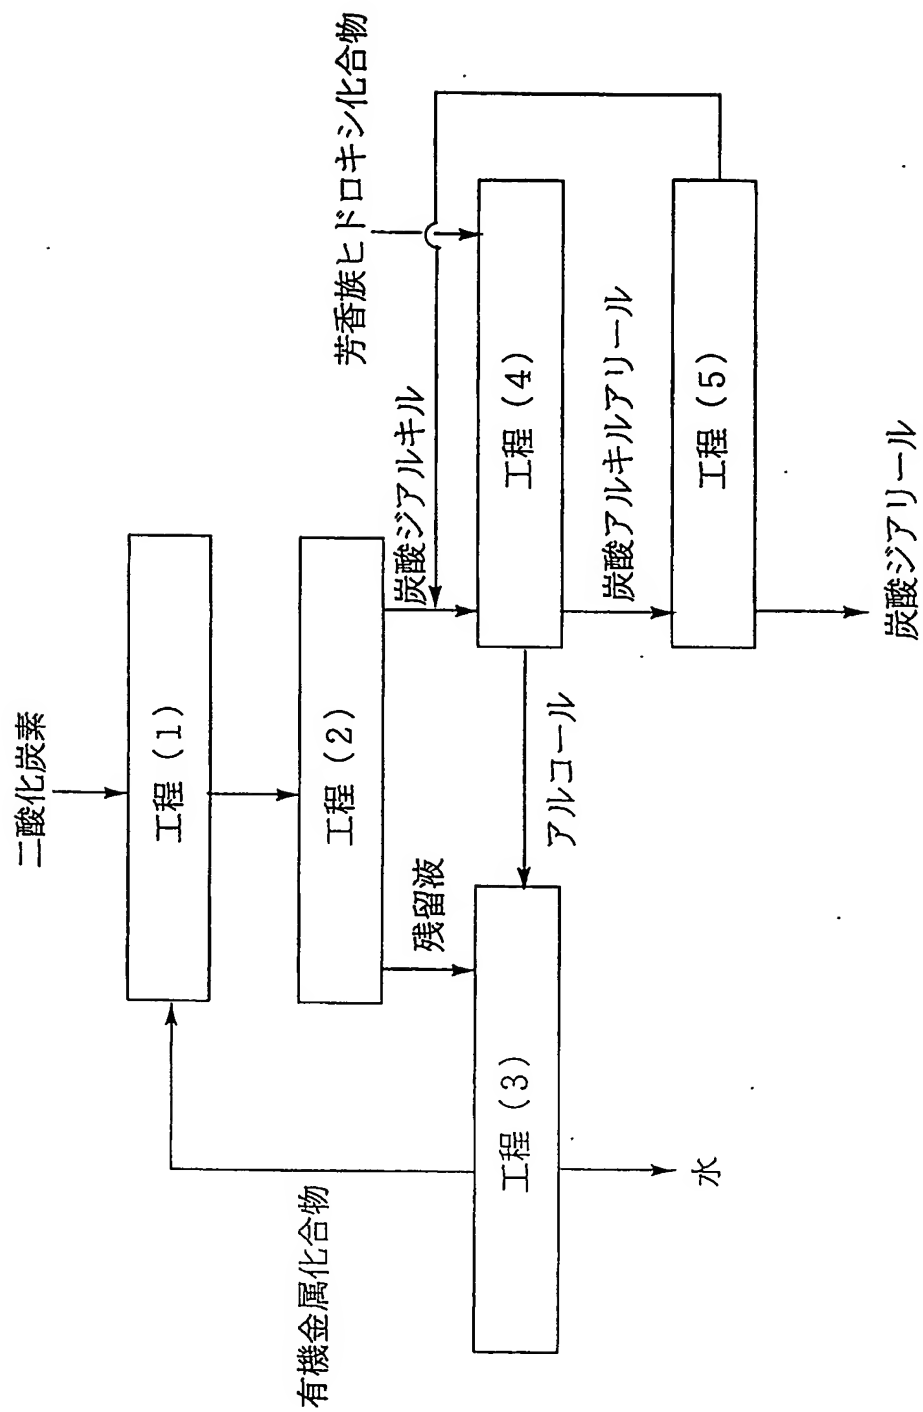 二酸化炭素
工程(1)
工程(2)
残留液
炭酸ジアルキル
芳香族ヒドロキシ化合物
有機金属化合物
工程(3)
アルコール
工程(4)
炭酸アルキルアリール
水
工程(5)
炭酸ジアリール